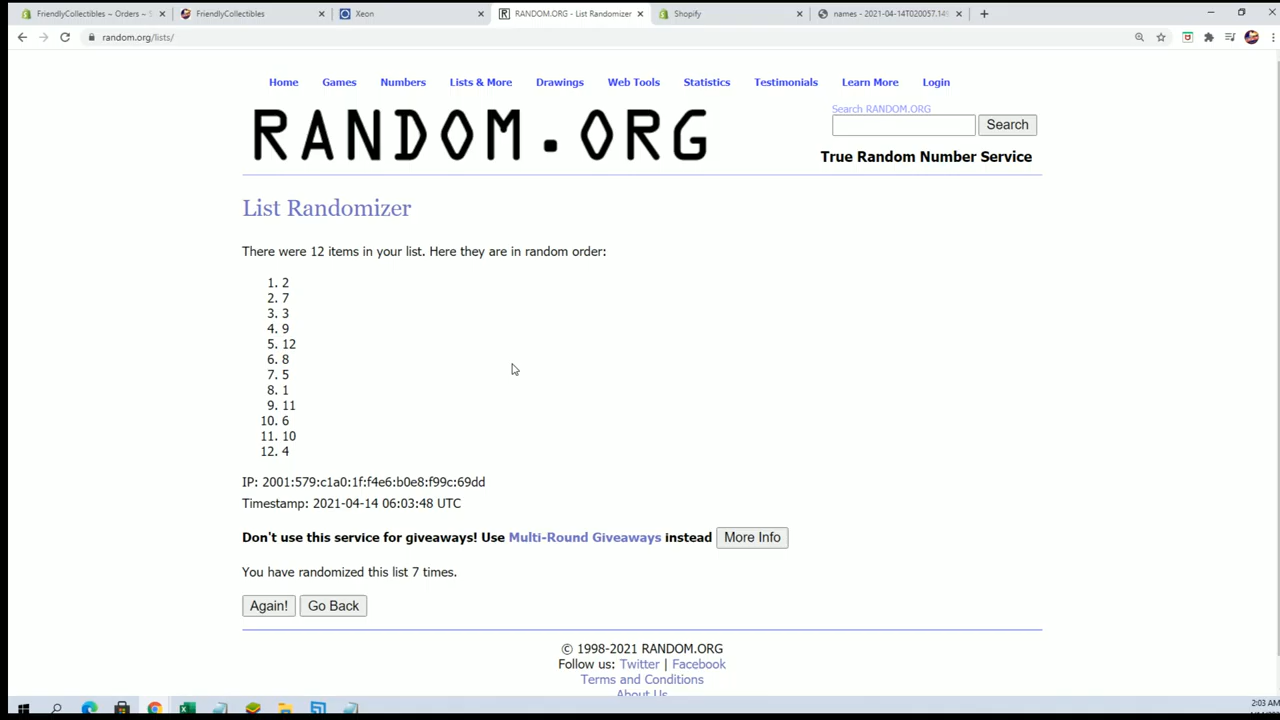 FriendlyCollectibles ~ Orders ~ S
FriendlyCollectibles
Xeon
RANDOM.ORG - List Randomizer
Shopify
names - 2021-04-14T020057.14
random.org/lists/
Home Games Numbers Lists & More Drawings Web Tools Statistics Testimonials Learn More Login
RANDOM.ORG
Search RANDOM.ORG
Search
True Random Number Service
List Randomizer
There were 12 items in your list. Here they are in random order:
1. 2
2. 7
3. 3
4. 9
5. 12
6. 8
7. 5
8. 1
9. 11
10. 6
11. 10
12. 4
IP: 2001:579:c1a0:1f:f4e6:b0e8:f99c:69dd
Timestamp: 2021-04-14 06:03:48 UTC
Don't use this service for giveaways! Use Multi-Round Giveaways instead More Info
You have randomized this list 7 times.
Again! Go Back
© 1998-2021 RANDOM.ORG
Follow us: Twitter | Facebook
Terms and Conditions
About Us
2:03 AM